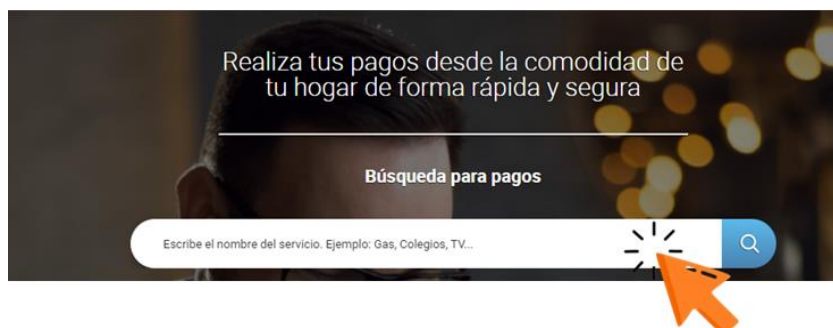 Realiza tus pagos desde la comodidad de
tu hogar de forma rápida y segura
Búsqueda para pagos
Escribe el nombre del servicio. Ejemplo: Gas, Colegios, TV...